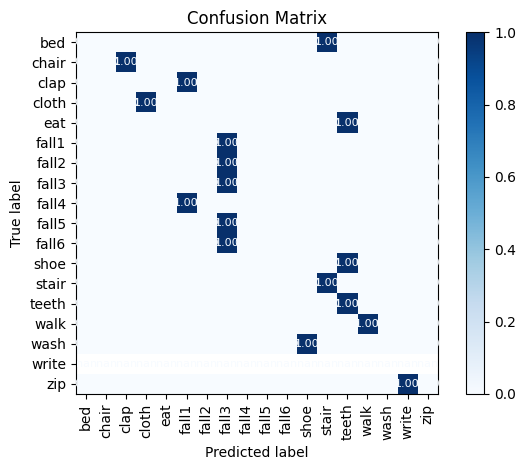 Confusion Matrix
True label
bed 1.00
chair 1.00
clap 1.00
cloth 1.00
eat 1.00
fall1 1.00
fall2 1.00
fall3 1.00
fall4 1.00
fall5 1.00
fall6 1.00
shoe 1.00
stair 1.00
teeth 1.00
walk 1.00
wash 1.00
write
zip 1.00
bed chair clap cloth eat fall1 fall2 fall3 fall4 fall5 fall6 shoe stair teeth walk wash write zip
Predicted label
1.0
0.8
0.6
0.4
0.2
0.0